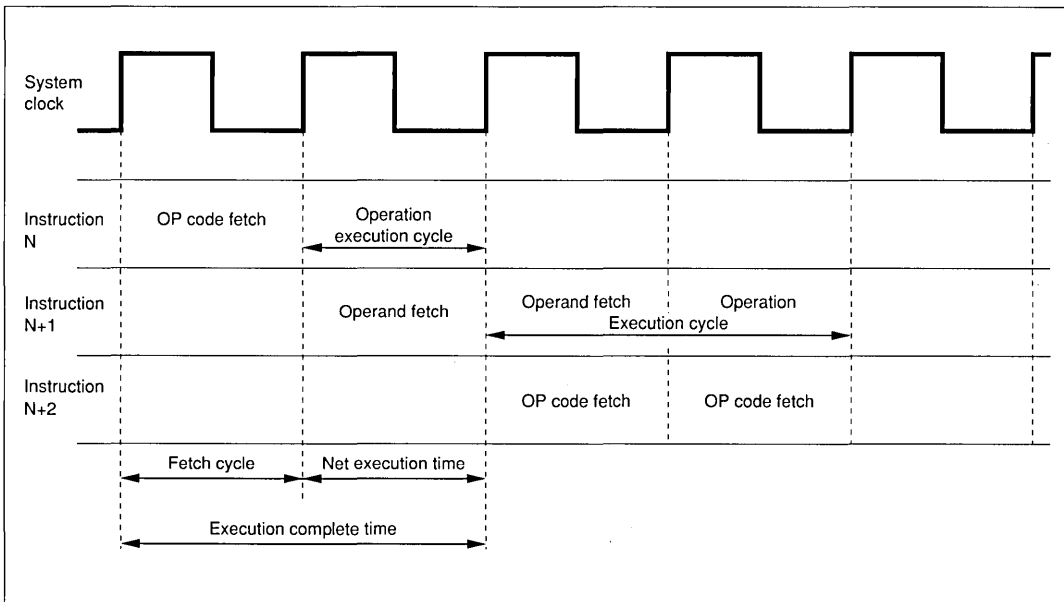 System
clock
Instruction
N
OP code fetch
Operation
execution cycle
Instruction
N+1
Operand fetch
Operand fetch
Operation
Execution cycle
Instruction
N+2
OP code fetch
OP code fetch
Fetch cycle
Net execution time
Execution complete time